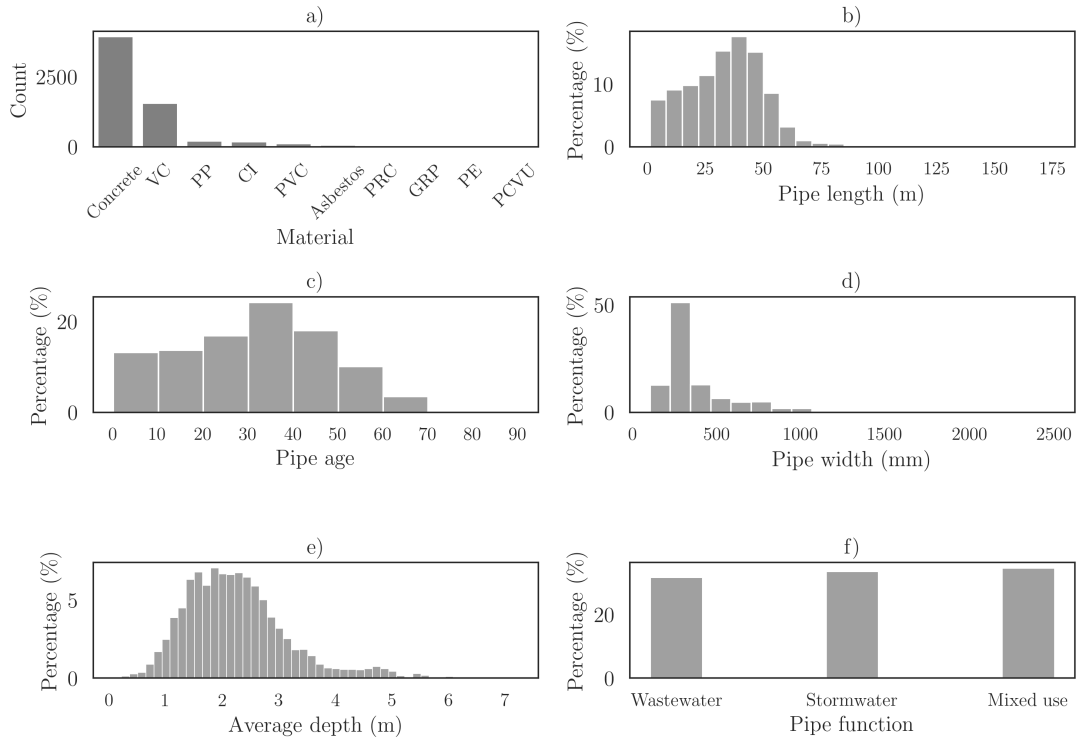 a)
Count
2500
0
Concrete VC PP CI PVC Asbestos PRC GRP PE PCVU
Material
b)
Percentage (%)
10
0
0 25 50 75 100 125 150 175
Pipe length (m)
c)
Percentage (%)
20
0
0 10 20 30 40 50 60 70 80 90
Pipe age
d)
Percentage (%)
50
0
0 500 1000 1500 2000 2500
Pipe width (mm)
e)
Percentage (%)
5
0
0 1 2 3 4 5 6 7
Average depth (m)
f)
Percentage (%)
20
0
Wastewater Stormwater Mixed use
Pipe function